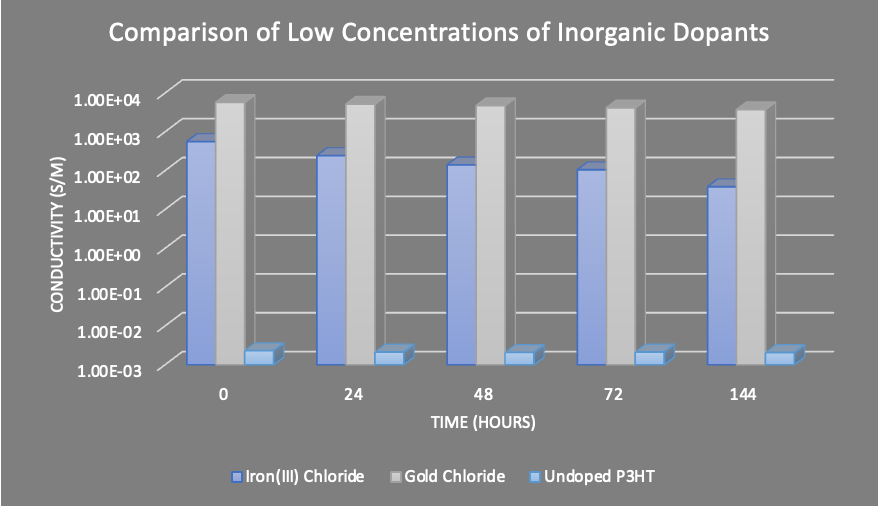 Comparison of Low Concentrations of Inorganic Dopants
CONDUCTIVITY (S/M)
1.00E+04
1.00E+03
1.00E+02
1.00E+01
1.00E+00
1.00E-01
1.00E-02
1.00E-03
0 24 48 72 144
TIME (HOURS)
Iron(III) Chloride Gold Chloride Undoped P3HT